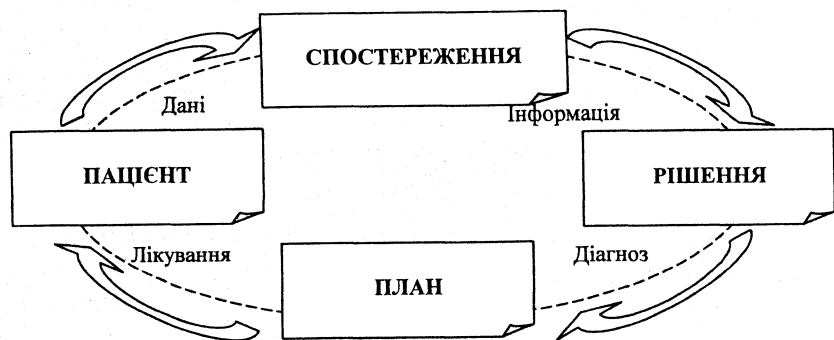 СПОСТЕРЕЖЕННЯ
Дані
Інформація
ПАЦІЄНТ
РІШЕННЯ
Лікування
Діагноз
ПЛАН